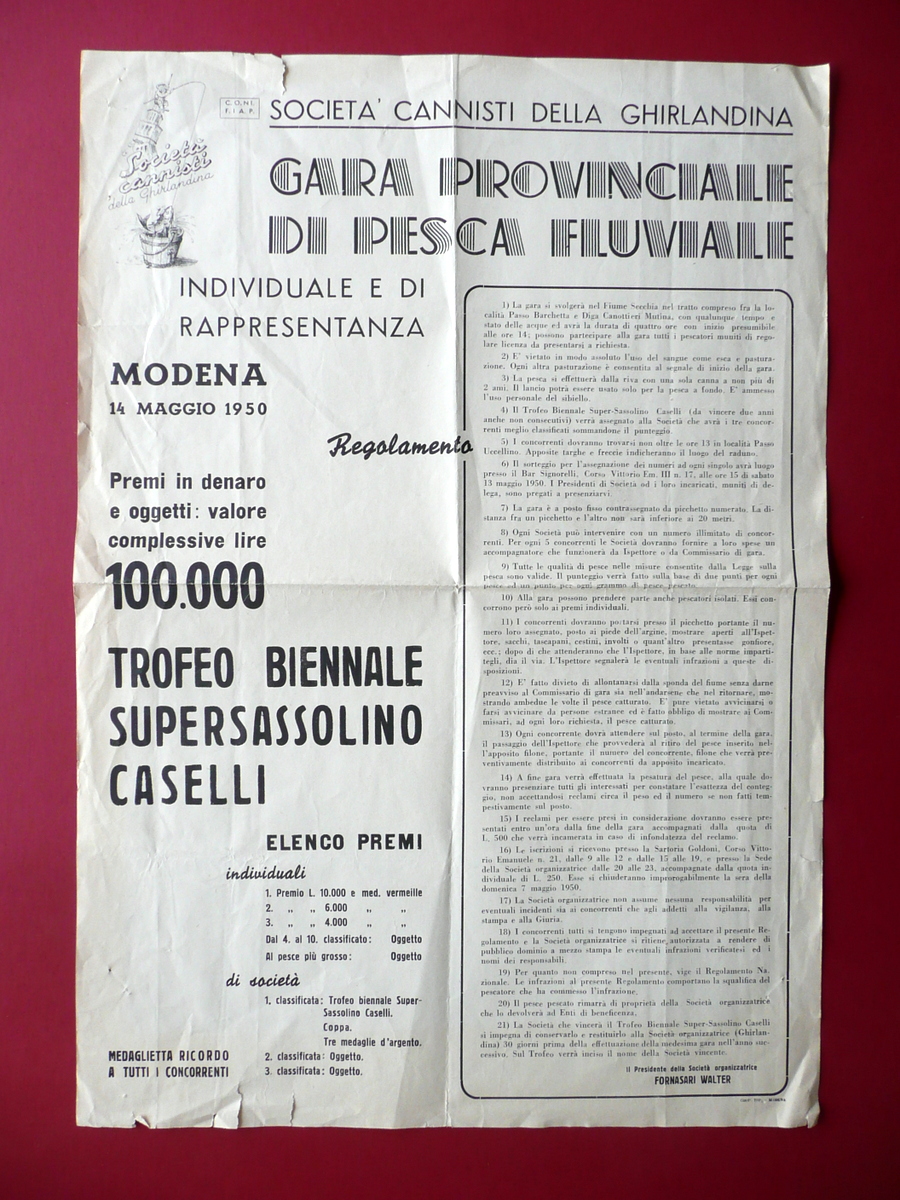 Società
cannisti
della Ghirlandina
C.O.N.I.
F.I.A.P.
SOCIETA' CANNISTI DELLA GHIRLANDINA
GARA PROVINCIALE
DI PESCA FLUVIALE
INDIVIDUALE E DI
RAPPRESENTANZA
MODENA
14 MAGGIO 1950
Regolamento
Premi in denaro
e oggetti: valore
complessive lire
100.000
TROFEO BIENNALE
SUPERSASSOLINO
CASELLI
ELENCO PREMI
individuali
1. Premio L. 10.000 e med. vermeille
2. „ „ 6.000 „ „
3. „ „ 4.000 „ „
Dal 4. al 10. classificato: Oggetto
Al pesce più grosso: Oggetto
di società
1. classificata: Trofeo biennale Super-
Sassolino Caselli.
Coppa.
Tre medaglie d'argento.
2. classificata: Oggetto.
3. classificata: Oggetto.
MEDAGLIETTA RICORDO
A TUTTI I CONCORRENTI
1) La gara si svolgerà nel Fiume Secchia nel tratto compreso fra la lo-
calità Passo Barchetta e Diga Canottieri Mutina, con qualunque tempo e
stato delle acque ed avrà la durata di quattro ore con inizio presumibile
alle ore 14; possono partecipare alla gara tutti i pescatori muniti di rego-
lare licenza da presentarsi a richiesta.
2) E' vietato in modo assoluto l'uso del sangue come esca e pastura-
zione. Ogni altra pasturazione è consentita al segnale di inizio della gara.
3) La pesca si effettuerà dalla riva con una sola canna a non più di
2 ami. Il lancio potrà essere usato solo per la pesca a fondo. E' ammesso
l'uso personale del sibiello.
4) Il Trofeo Biennale Super-Sassolino Caselli (da vincere due anni
anche non consecutivi) verrà assegnato alla Società che avrà i tre concor-
renti meglio classificati sommandone il punteggio.
5) I concorrenti dovranno trovarsi non oltre le ore 13 in località Passo
Uccellino. Apposite targhe e freccie indicheranno il luogo del raduno.
6) Il sorteggio per l'assegnazione dei numeri ad ogni singolo avrà luogo
presso il Bar Signorelli, Corso Vittorio Em. III n. 17, alle ore 15 di sabato
13 maggio 1950. I Presidenti di Società od i loro incaricati, muniti di de-
lega, sono pregati a presenziarvi.
7) La gara è a posto fisso contrassegnato da picchetto numerato. La di-
stanza fra un picchetto e l'altro non sarà inferiore ai 20 metri.
8) Ogni Società può intervenire con un numero illimitato di concor-
renti. Per ogni 5 concorrenti le Società dovranno fornire a loro spese un
accompagnatore che funzionerà da Ispettore o da Commissario di gara.
9) Tutte le qualità di pesce nelle misure consentite dalla Legge sulla
pesca sono valide. Il punteggio verrà fatto sulla base di due punti per ogni
pesce ed un punto per ogni grammo di pesce pescato.
10) Alla gara possono prendere parte anche pescatori isolati. Essi con-
corrono però solo ai premi individuali.
11) I concorrenti dovranno portarsi presso il picchetto portante il nu-
mero loro assegnato, posto ai piede dell'argine, mostrare aperti all'Ispet-
tore, sacchi, tascapani, cestini, involti o quant'altro presentasse gonfiore,
ecc.; dopo di che attenderanno che l'Ispettore, in base alle norme imparti-
tegli, dia il via. L'Ispettore segnalerà le eventuali infrazioni a queste di-
sposizioni.
12) E' fatto divieto di allontanarsi dalla sponda del fiume senza darne
preavviso al Commissario di gara sia nell'andarsene che nel ritornare, mo-
strando ambedue le volte il pesce catturato. E' pure vietato avvicinarsi o
farsi avvicinare da persone estranee ed è fatto obbligo di mostrare ai Com-
missari, ad ogni loro richiesta, il pesce catturato.
13) Ogni concorrente dovrà attendere sul posto, al termine della gara,
il passaggio dell'Ispettore che provvederà al ritiro del pesce inserito nel-
l'apposito filone, portante il numero del concorrente, filone che verrà pre-
ventivamente distribuito ai concorrenti da apposito incaricato.
14) A fine gara verrà effettuata la pesatura del pesce, alla quale do-
vranno presenziare tutti gli interessati per constatare l'esattezza del conteg-
gio, non accettandosi reclami circa il peso ed il numero se non fatti tem-
pestivamente sul posto.
15) I reclami per essere presi in considerazione dovranno essere pre-
sentati entro un'ora dalla fine della gara accompagnati dalla quota di
L. 500 che verrà incamerata in caso di infondatezza del reclamo.
16) Le iscrizioni si ricevono presso la Sartoria Goldoni, Corso Vitto-
rio Emanuele n. 21, dalle 9 alle 12 e dalle 15 alle 19, e presso la Sede
della Società organizzatrice dalle 20 alle 23, accompagnate dalla quota in-
dividuale di L. 250. Esse si chiuderanno improrogabilmente la sera della
domenica 7 maggio 1950.
17) La Società organizzatrice non assume nessuna responsabilità per
eventuali incidenti sia ai concorrenti che agli addetti alla vigilanza, alla
stampa e alla Giuria.
18) I concorrenti tutti si tengono impegnati ad accettare il presente Re-
golamento e la Società organizzatrice si ritiene autorizzata a rendere di
pubblico dominio a mezzo stampa le eventuali infrazioni verificatesi ed i
nomi dei responsabili.
19) Per quanto non compreso nel presente, vige il Regolamento Na-
zionale. Le infrazioni al presente Regolamento comportano la squalifica del
pescatore che ha commesso l'infrazione.
20) Il pesce pescato rimarrà di proprietà della Società organizzatrice
che lo devolverà ad Enti di beneficenza.
21) La Società che vincerà il Trofeo Biennale Super-Sassolino Caselli
si impegna di conservarlo e restituirlo alla Società organizzatrice (Ghirlan-
dina) 30 giorni prima della effettuazione della medesima gara nell'anno suc-
cessivo. Sul Trofeo verrà inciso il nome della Società vincente.
Il Presidente della Società organizzatrice
FORNASARI WALTER